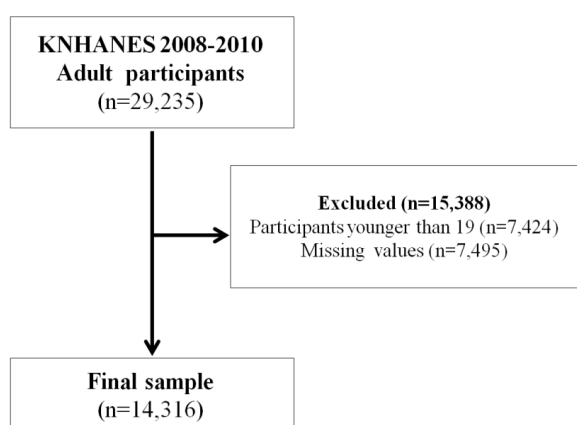 KNHANES 2008-2010
Adult participants
(n=29,235)
Excluded (n=15,388)
Participants younger than 19 (n=7,424)
Missing values (n=7,495)
Final sample
(n=14,316)